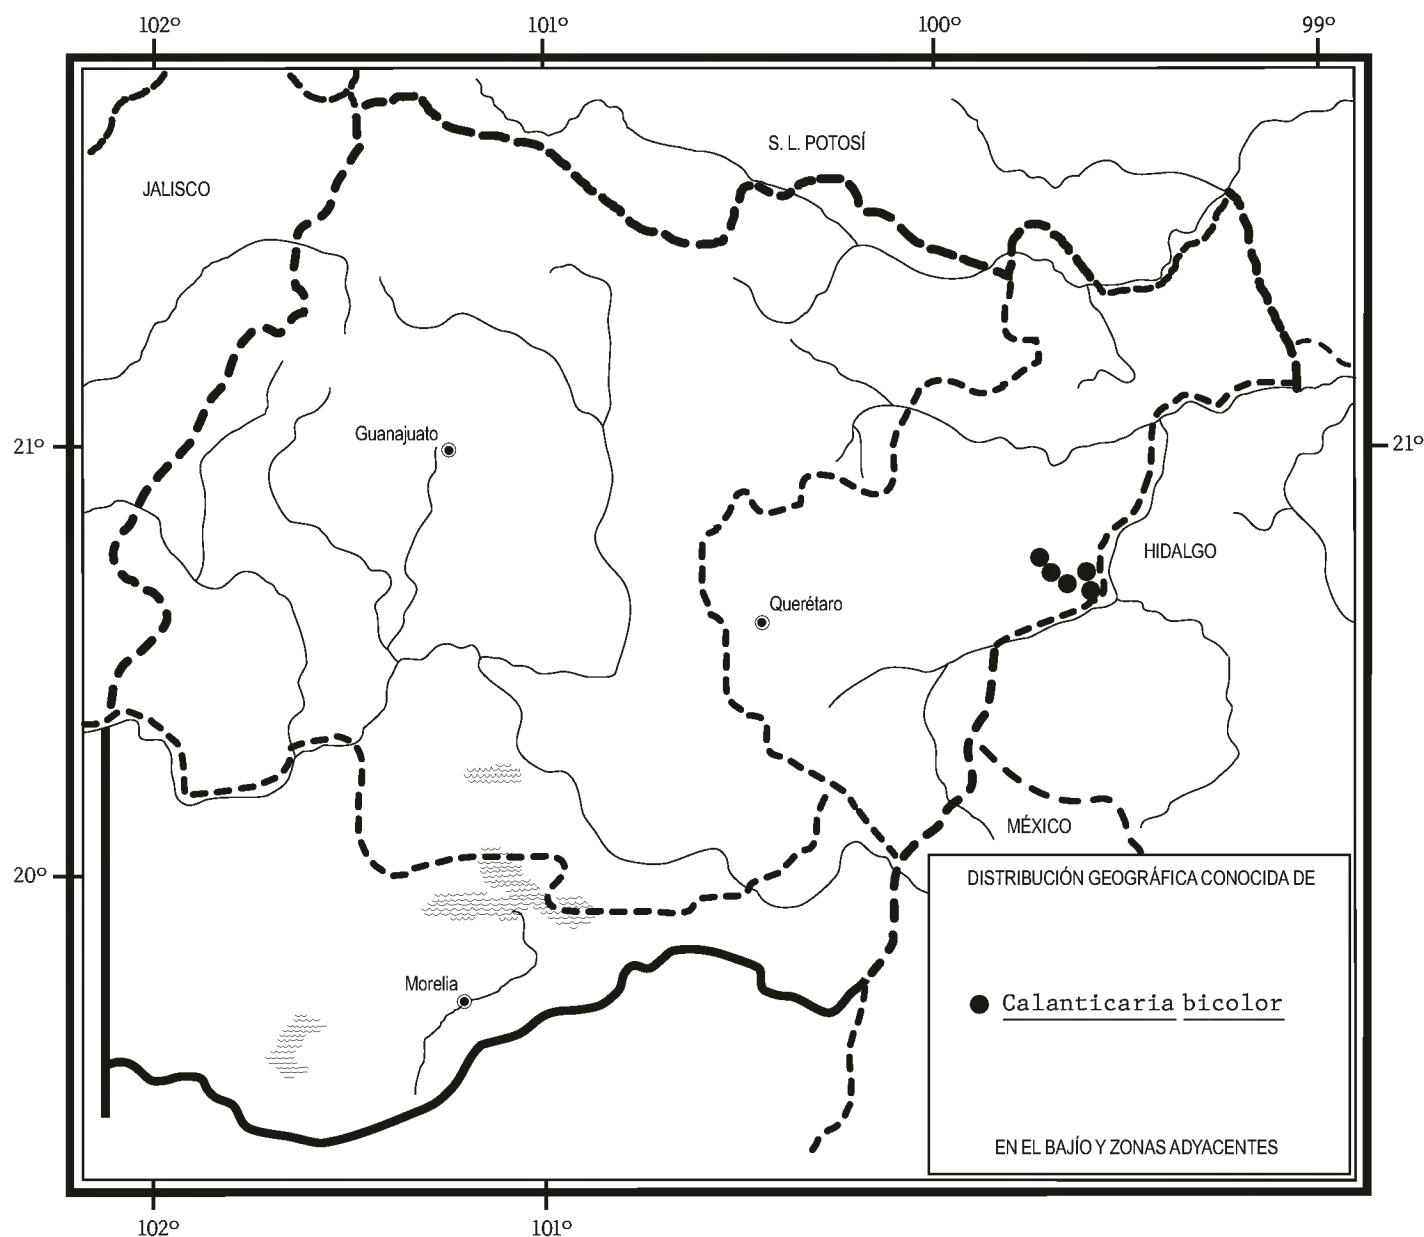 102º 101º 100º 99º
S. L. POTOSÍ
JALISCO
Guanajuato
21º 21º
HIDALGO
Querétaro
MÉXICO
20º
DISTRIBUCIÓN GEOGRÁFICA CONOCIDA DE
Morelia
Calanticaria bicolor
EN EL BAJÍO Y ZONAS ADYACENTES
102º 101º